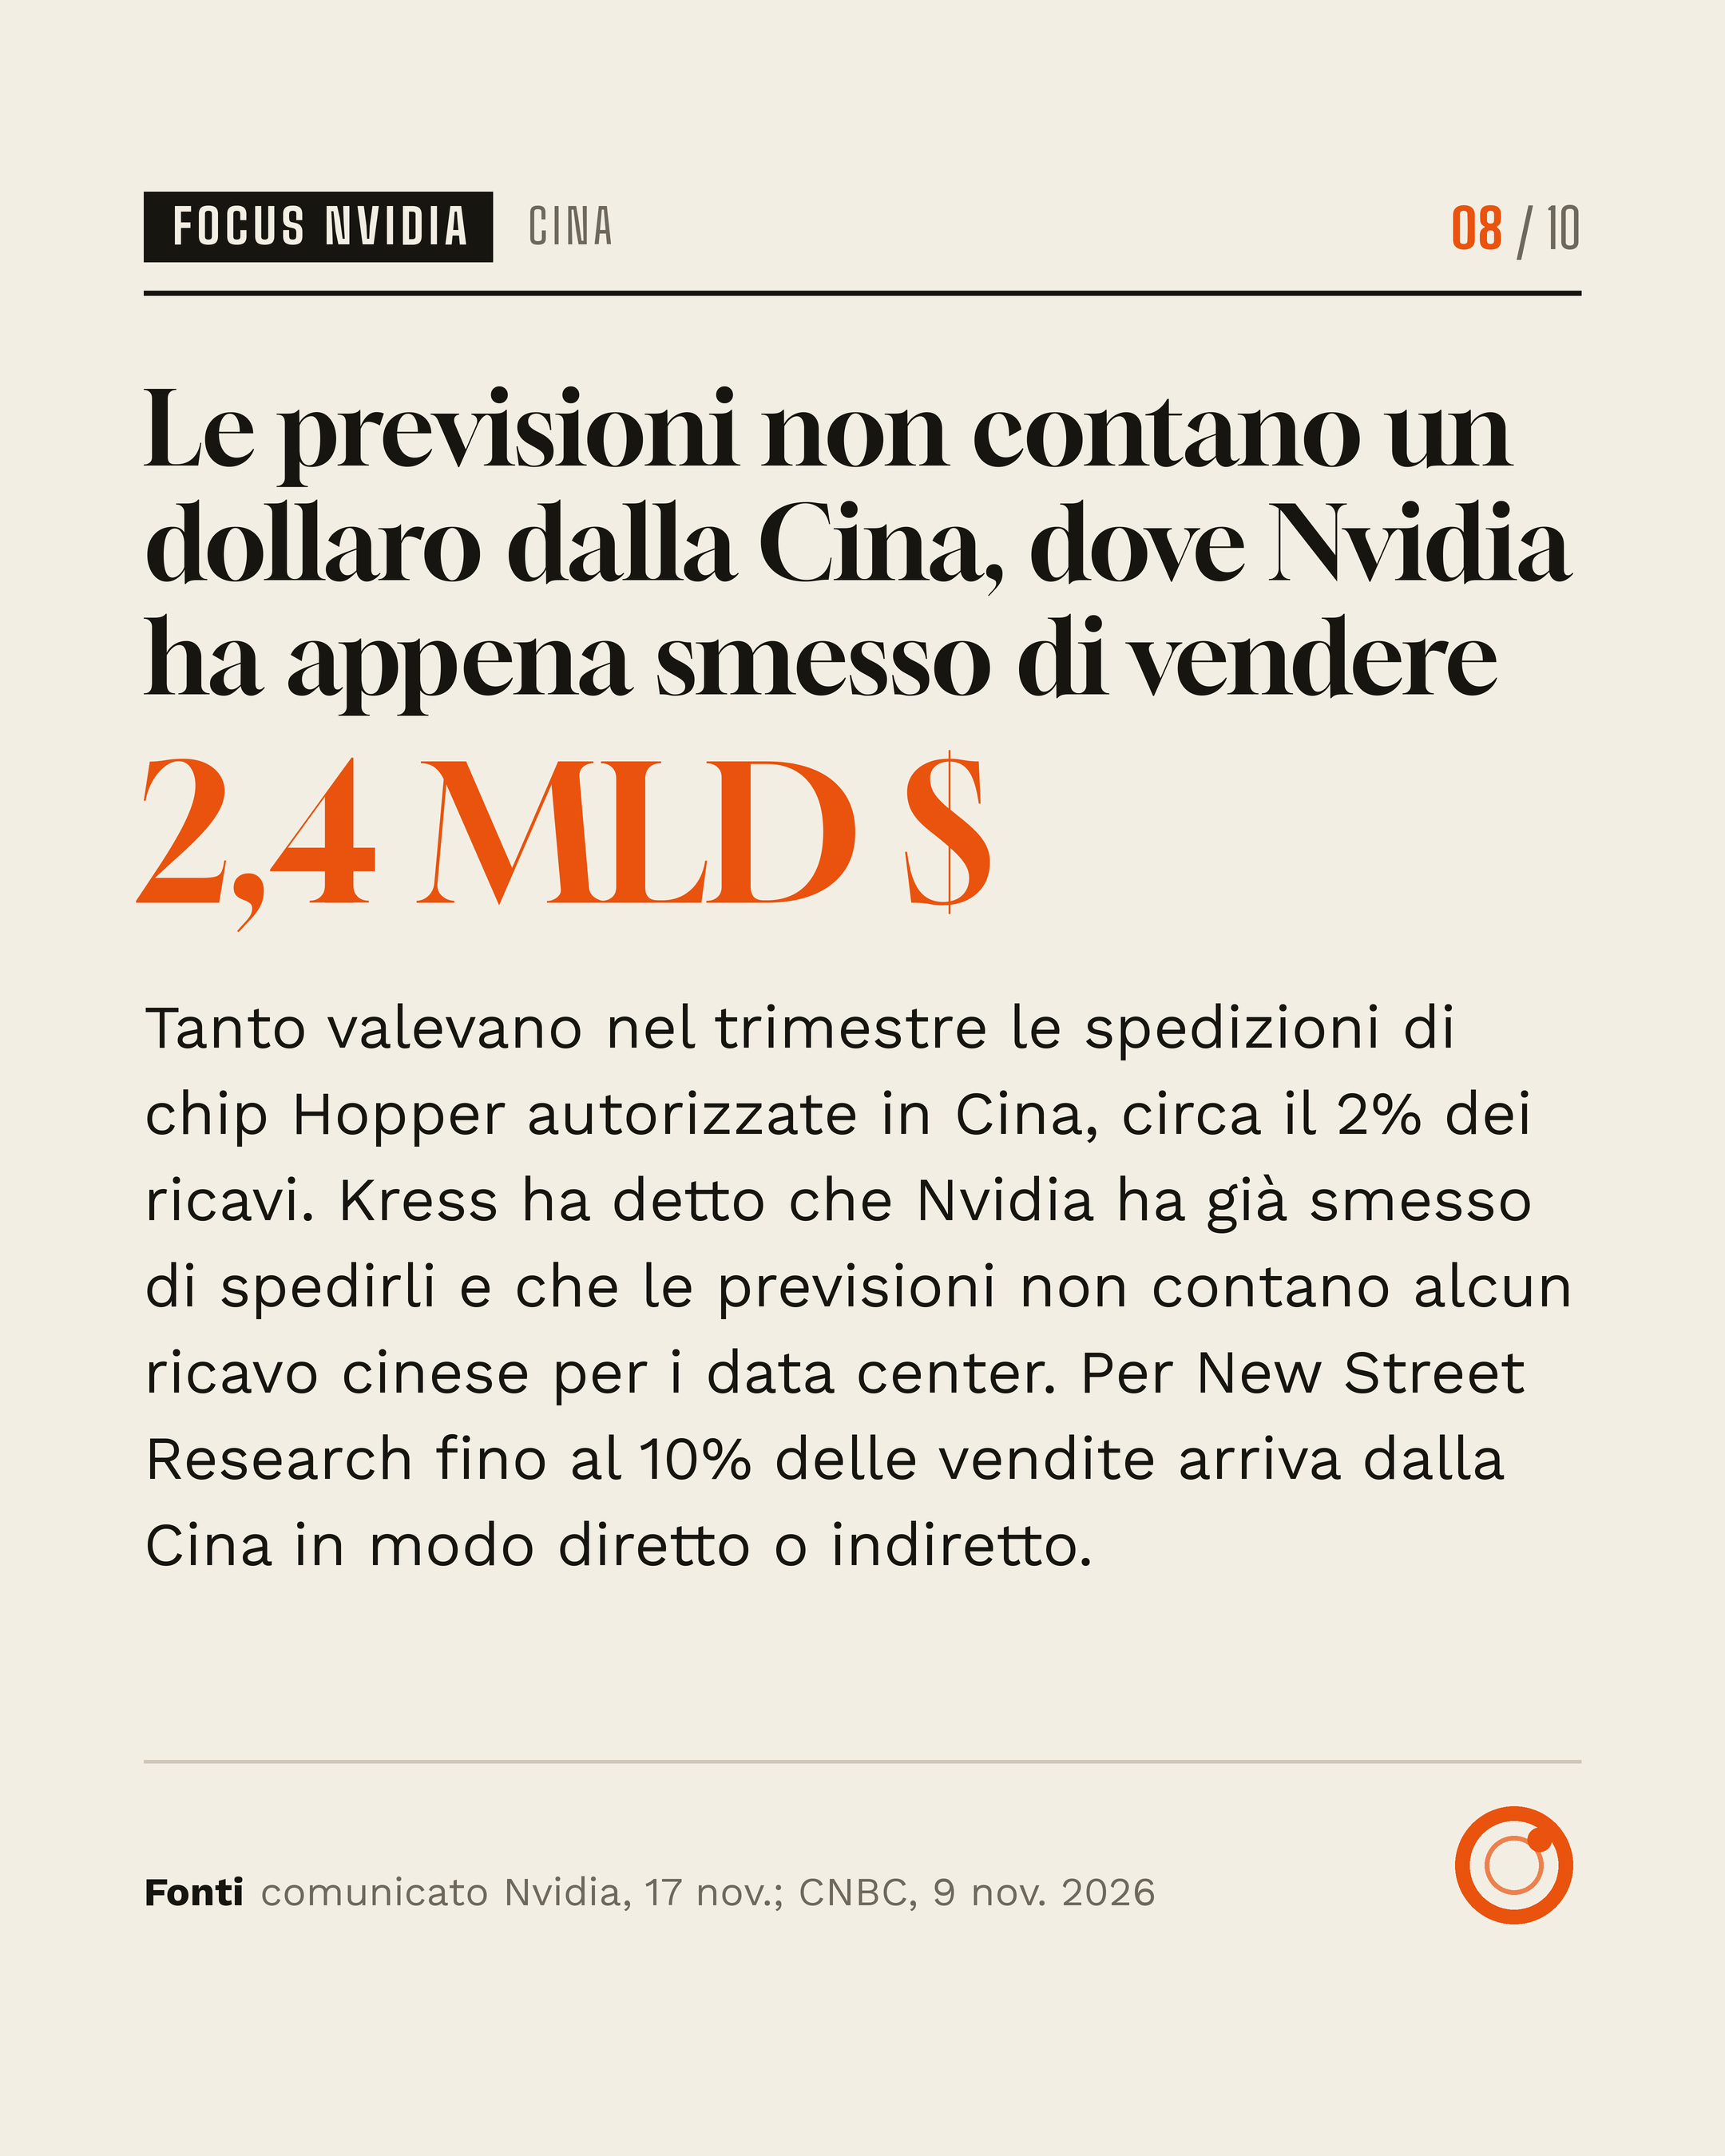 FOCUS NVIDIA CINA 08 / 10
Le previsioni non contano un
dollaro dalla Cina, dove Nvidia
ha appena smesso di vendere
2,4 MLD $
Tanto valevano nel trimestre le spedizioni di
chip Hopper autorizzate in Cina, circa il 2% dei
ricavi. Kress ha detto che Nvidia ha già smesso
di spedirli e che le previsioni non contano alcun
ricavo cinese per i data center. Per New Street
Research fino al 10% delle vendite arriva dalla
Cina in modo diretto o indiretto.
Fonti comunicato Nvidia, 17 nov.; CNBC, 9 nov. 2026